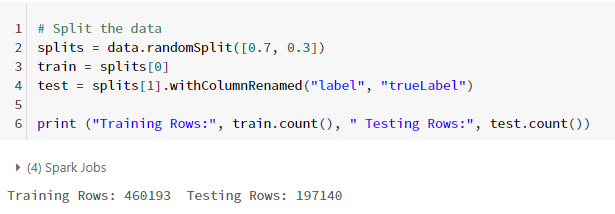 1 # Split the data
2 splits = data.randomSplit([0.7, 0.3])
3 train = splits[0]
4 test = splits[1].withColumnRenamed("label", "trueLabel")
5
6 print ("Training Rows:", train.count(), " Testing Rows:", test.count())
(4) Spark Jobs
Training Rows: 460193  Testing Rows: 197140